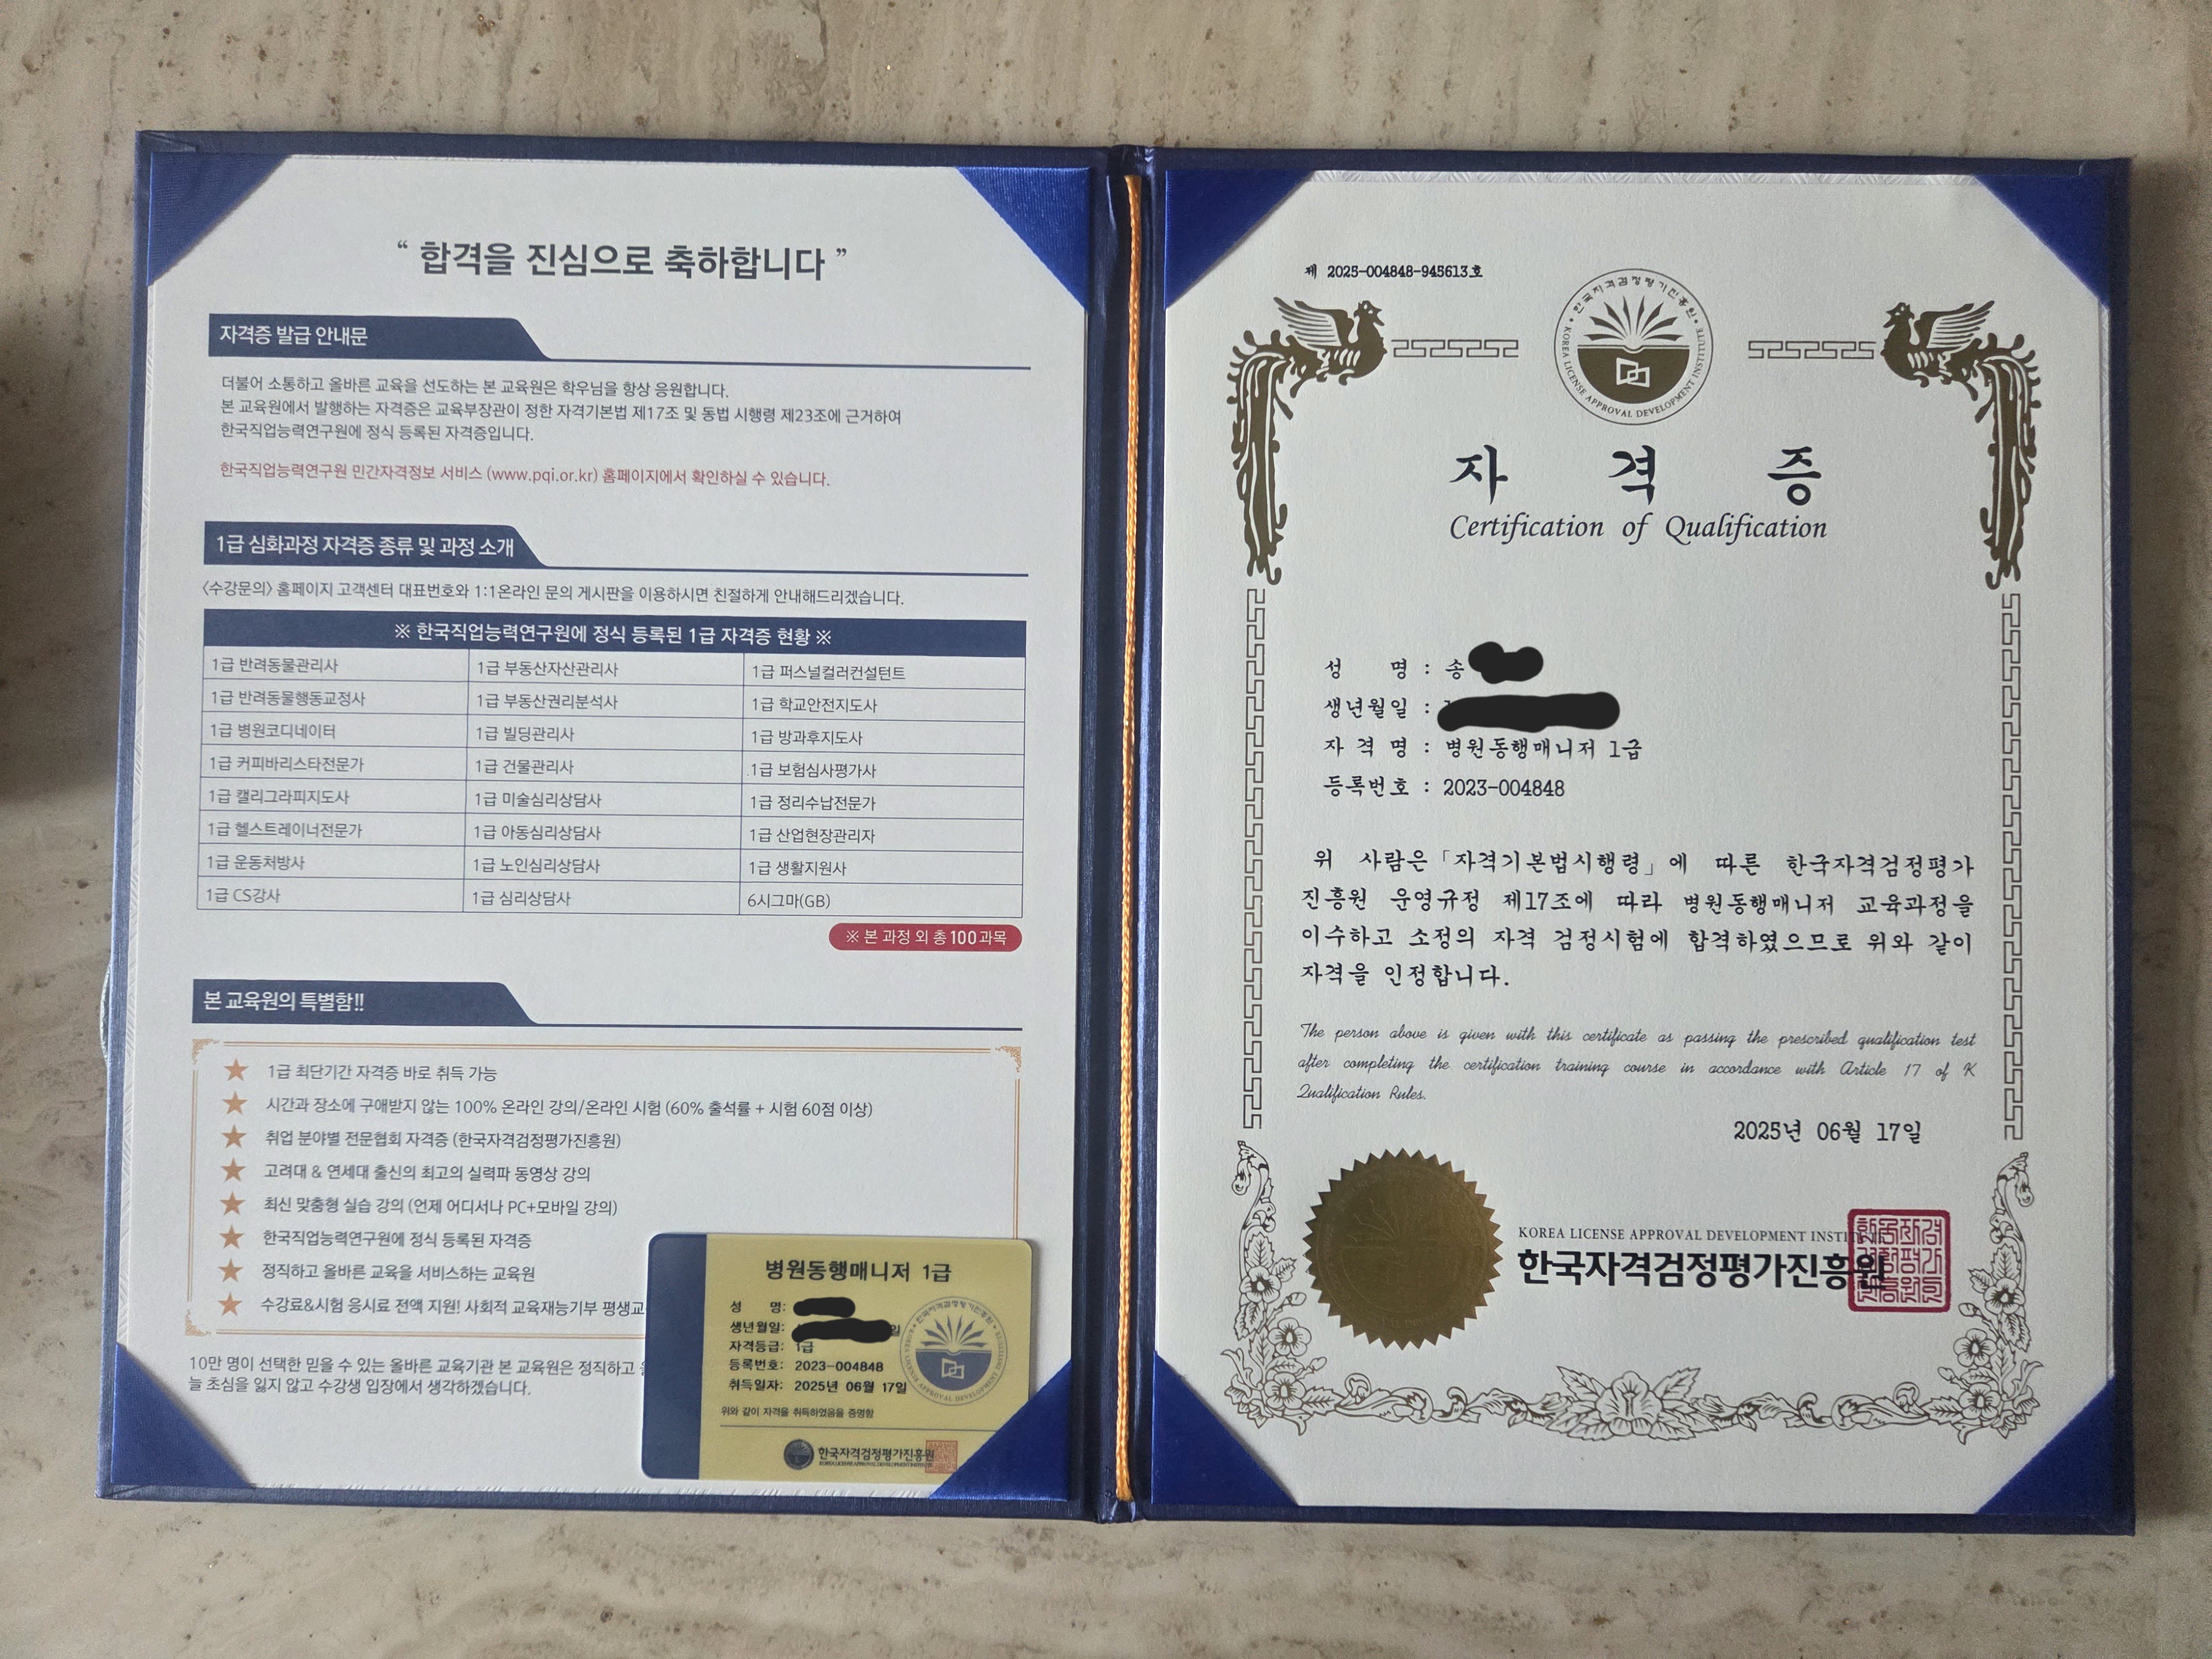 “ 합격을 진심으로 축하합니다 ”
자격증 발급 안내문
더불어 소통하고 올바른 교육을 선도하는 본 교육원은 학우님을 항상 응원합니다.
본 교육원에서 발행하는 자격증은 교육부장관이 정한 자격기본법 제17조 및 동법 시행령 제23조에 근거하여
한국직업능력연구원에 정식 등록된 자격증입니다.
한국직업능력연구원 민간자격정보 서비스 (www.pqi.or.kr) 홈페이지에서 확인하실 수 있습니다.
1급 심화과정 자격증 종류 및 과정 소개
<수강문의> 홈페이지 고객센터 대표번호와 1:1온라인 문의 게시판을 이용하시면 친절하게 안내해드리겠습니다.
※ 한국직업능력연구원에 정식 등록된 1급 자격증 현황 ※
1급 반려동물관리사 1급 부동산자산관리사 1급 퍼스널컬러컨설턴트
1급 반려동물행동교정사 1급 부동산권리분석사 1급 학교안전지도사
1급 병원코디네이터 1급 빌딩관리사 1급 방과후지도사
1급 커피바리스타전문가 1급 건물관리사 1급 보험심사평가사
1급 캘리그라피지도사 1급 미술심리상담사 1급 정리수납전문가
1급 헬스트레이너전문가 1급 아동심리상담사 1급 산업현장관리자
1급 운동처방사 1급 노인심리상담사 1급 생활지원사
1급 CS강사 1급 심리상담사 6시그마(GB)
※ 본 과정 외 총 100과목
본 교육원의 특별함!!
★ 1급 최단기간 자격증 바로 취득 가능
★ 시간과 장소에 구애받지 않는 100% 온라인 강의/온라인 시험 (60% 출석률 + 시험 60점 이상)
★ 취업 분야별 전문협회 자격증 (한국자격검정평가진흥원)
★ 고려대 & 연세대 출신의 최고의 실력파 동영상 강의
★ 최신 맞춤형 실습 강의 (언제 어디서나 PC+모바일 강의)
★ 한국직업능력연구원에 정식 등록된 자격증
★ 정직하고 올바른 교육을 서비스하는 교육원
★ 수강료&시험 응시료 전액 지원! 사회적 교육재능기부 평생교
10만 명이 선택한 믿을 수 있는 올바른 교육기관 본 교육원은 정직하고
늘 초심을 잃지 않고 수강생 입장에서 생각하겠습니다.
병원동행매니저 1급
성 명:
생년월일: 일
자격등급: 1급
등록번호: 2023-004848
취득일자: 2025년 06월 17일
위와 같이 자격을 취득하였음을 증명함
한국자격검정평가진흥원
KOREA LICENSE APPROVAL DEVELOPMENT INSTITUTE
제 2025-004848-945613호
한국자격검정평가진흥원
KOREA LICENSE APPROVAL DEVELOPMENT INSTITITUTE
자 격 증
Certification of Qualification
성 명 : 송
생년월일 :
자 격 명 : 병원동행매니저 1급
등록번호 : 2023-004848
위 사람은 「자격기본법시행령」에 따른 한국자격검정평가
진흥원 운영규정 제17조에 따라 병원동행매니저 교육과정을
이수하고 소정의 자격 검정시험에 합격하였으므로 위와 같이
자격을 인정합니다.
The person above is given with this certificate as passing the prescribed qualification test
after completing the certification training course in accordance with Article 17 of K
Qualification Rules.
2025년 06월 17일
KOREA LICENSE APPROVAL DEVELOPMENT INSTITUTE
한국자격검정평가진흥원